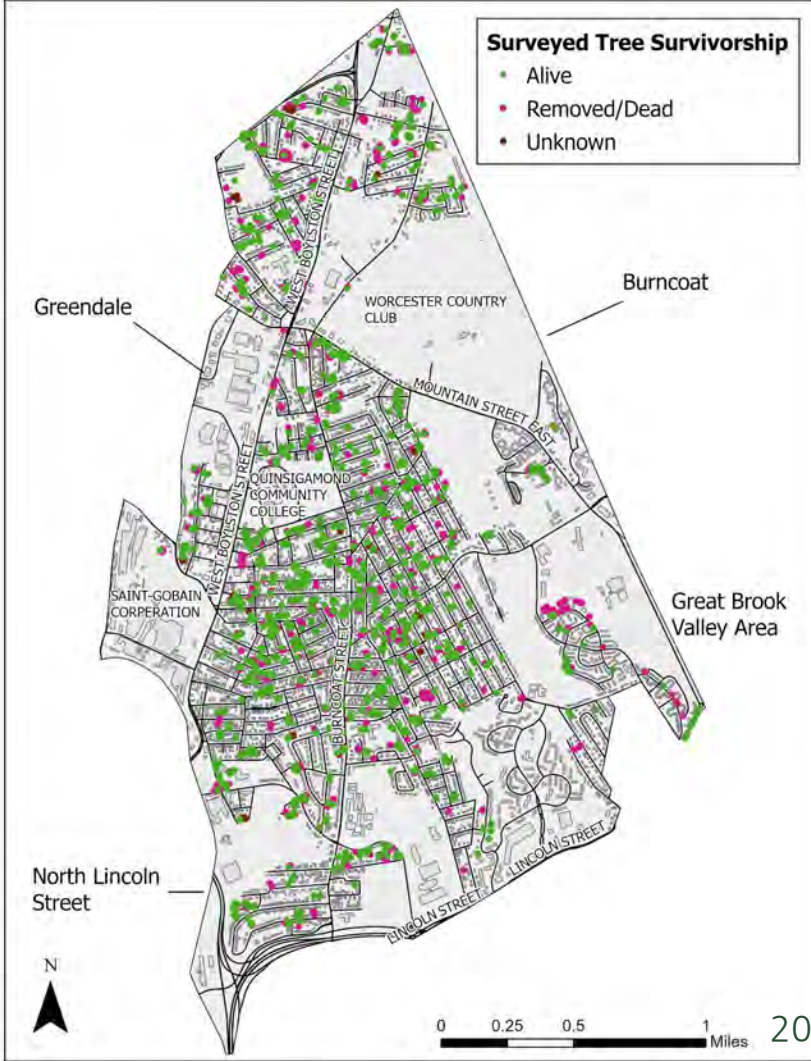 Surveyed Tree Survivorship
Alive
Removed/Dead
Unknown
WEST BOYLSTON STREET
Burncoat
Greendale
WORCESTER COUNTRY
CLUB
MOUNTAIN STREET EAST
WEST BOYLSTON STREET
QUINSIGAMOND
COMMUNITY
COLLEGE
SAINT-GOBAIN
CORPERATION
Great Brook
Valley Area
BURNCOAT STREET
North Lincoln
Street
LINCOLN STREET
LINCOLN STREET
N
0 0.25 0.5 1
Miles
20